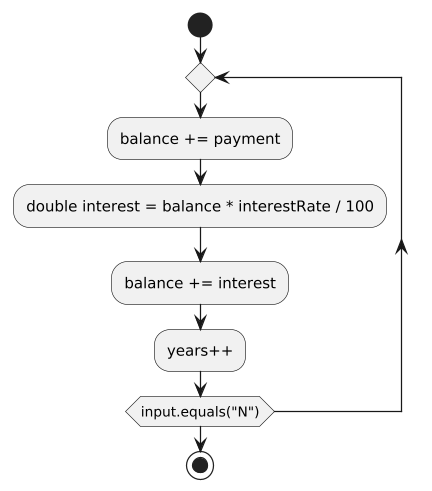 balance += payment
double interest = balance * interestRate / 100
balance += interest
years++
input.equals("N")